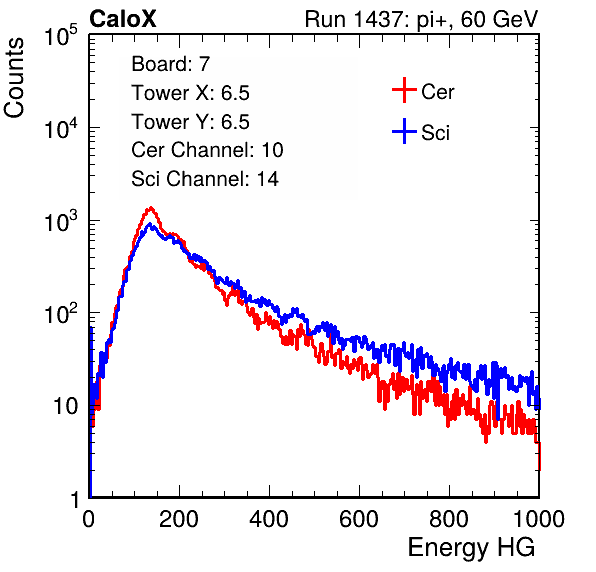 CaloX Run 1437: pi+, 60 GeV
Counts
Board: 7
Tower X: 6.5
Tower Y: 6.5
Cer Channel: 10
Sci Channel: 14
Cer
Sci
10^5
10^4
10^3
10^2
10
1
0 200 400 600 800 1000
Energy HG